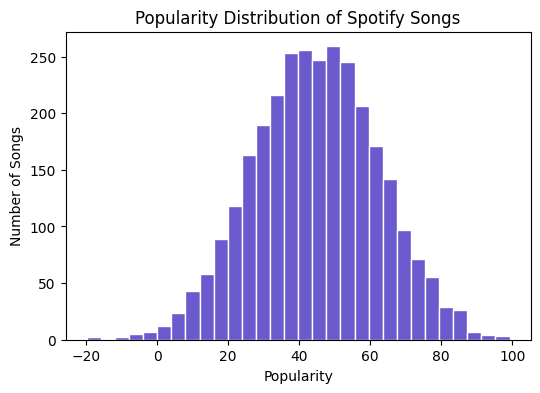 Popularity Distribution of Spotify Songs
Number of Songs
250
200
150
100
50
0
−20 0 20 40 60 80 100
Popularity